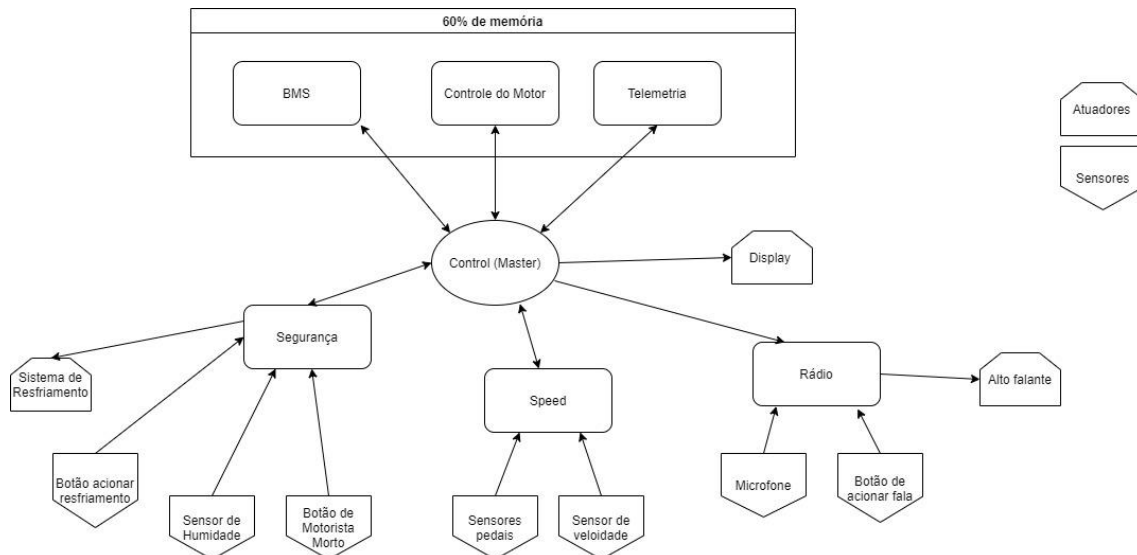 60% de memória
BMS
Controle do Motor
Telemetria
Atuadores
Sensores
Control (Master)
Display
Segurança
Sistema de
Resfriamento
Speed
Rádio
Alto falante
Botão acionar
resfriamento
Sensor de
Humidade
Botão de
Motorista
Morto
Sensores
pedais
Sensor de
veloidade
Microfone
Botão de
acionar fala